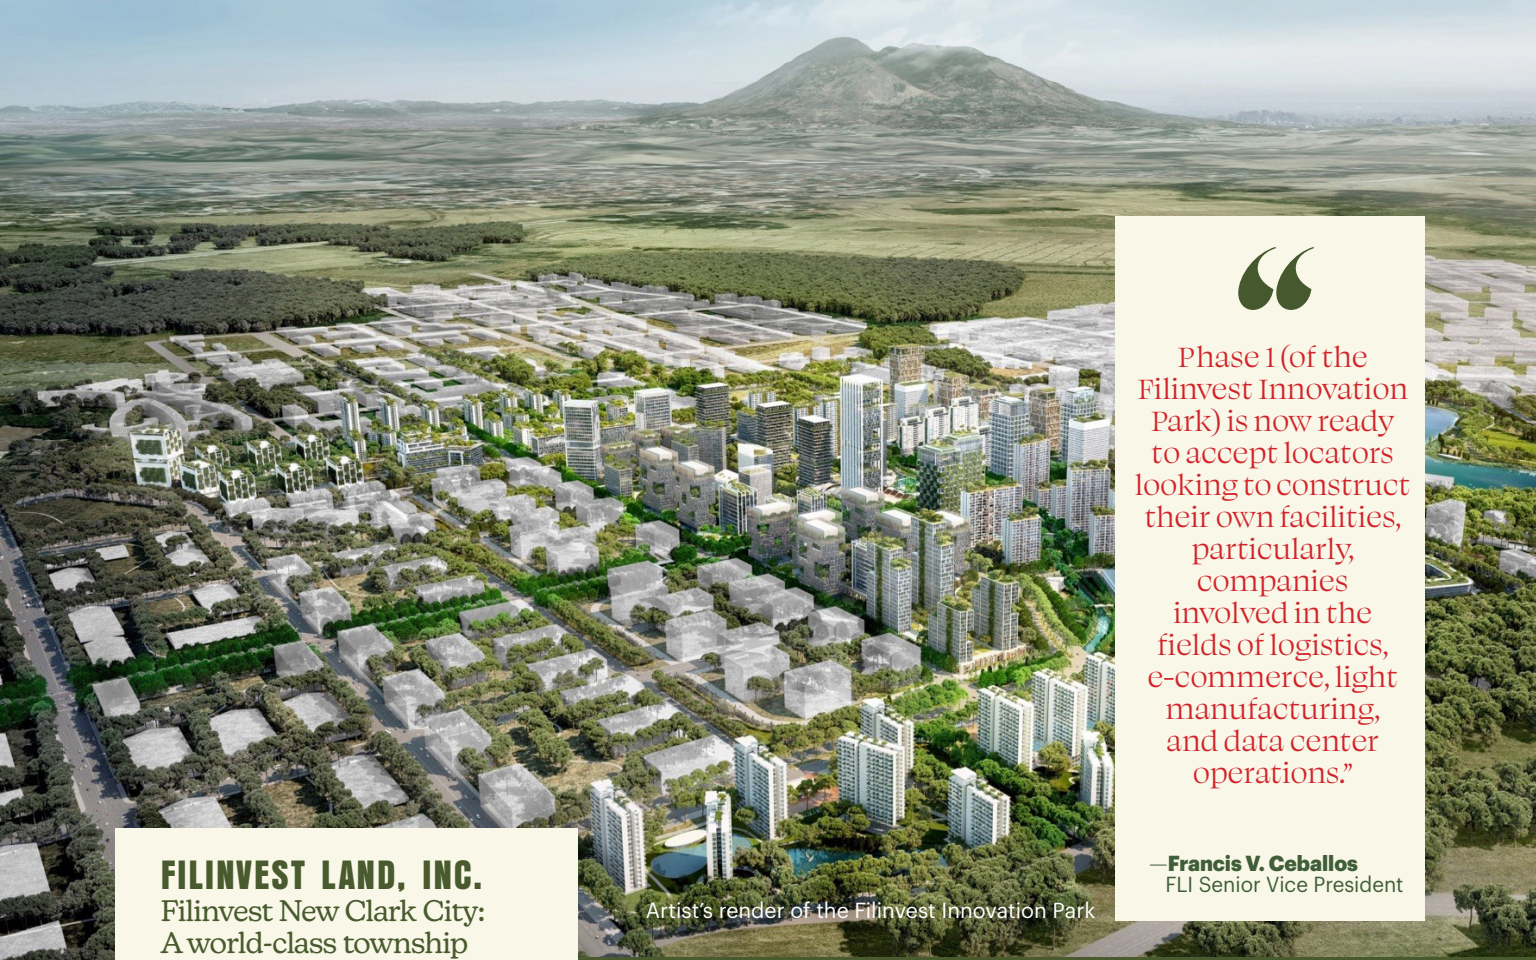 “
Phase 1 (of the
Filinvest Innovation
Park) is now ready
to accept locators
looking to construct
their own facilities,
particularly,
companies
involved in the
fields of logistics,
e-commerce, light
manufacturing,
and data center
operations.”
—Francis V. Ceballos
FLI Senior Vice President
FILINVEST LAND, INC.
Filinvest New Clark City:
A world-class township
Artist’s render of the Filinvest Innovation Park